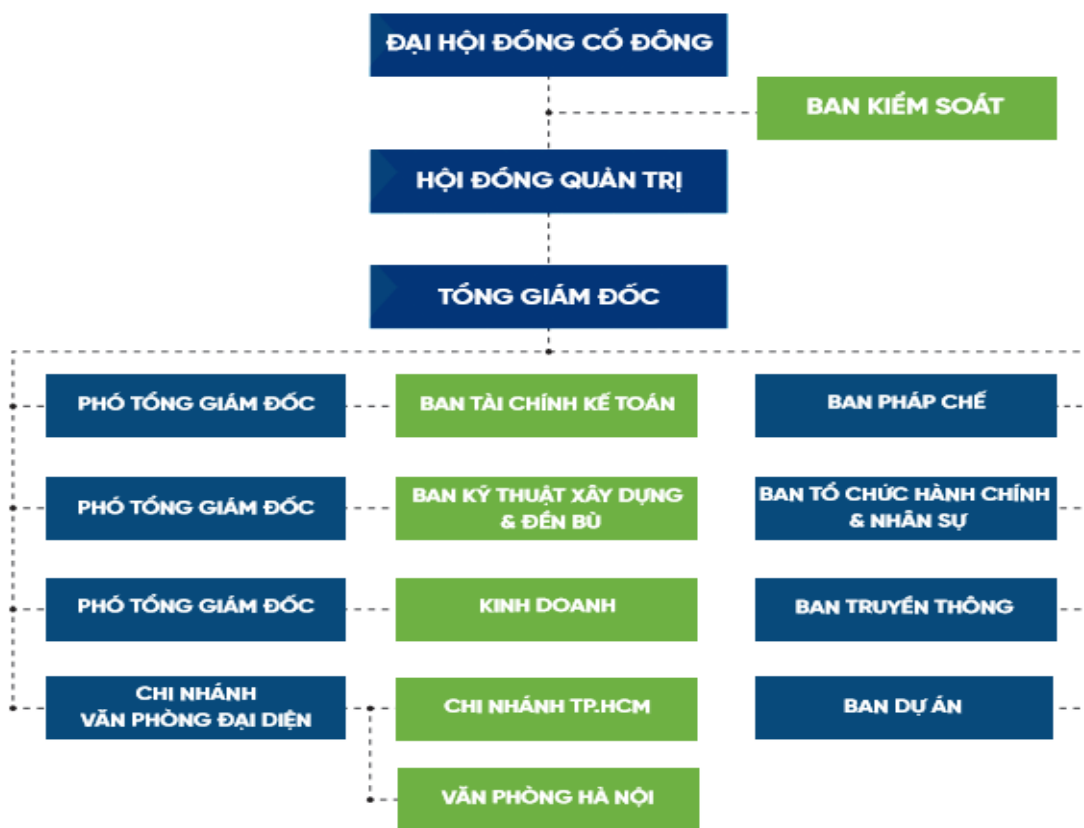 ĐẠI HỘI ĐỒNG CỔ ĐÔNG
BAN KIỂM SOÁT
HỘI ĐỒNG QUẢN TRỊ
TỔNG GIÁM ĐỐC
PHÓ TỔNG GIÁM ĐỐC
BAN TÀI CHÍNH KẾ TOÁN
BAN PHÁP CHẾ
PHÓ TỔNG GIÁM ĐỐC
BAN KỸ THUẬT XÂY DỰNG
& ĐỀN BÙ
BAN TỔ CHỨC HÀNH CHÍNH
& NHÂN SỰ
PHÓ TỔNG GIÁM ĐỐC
KINH DOANH
BAN TRUYỀN THÔNG
CHI NHÁNH
VĂN PHÒNG ĐẠI DIỆN
CHI NHÁNH TP.HCM
BAN DỰ ÁN
VĂN PHÒNG HÀ NỘI